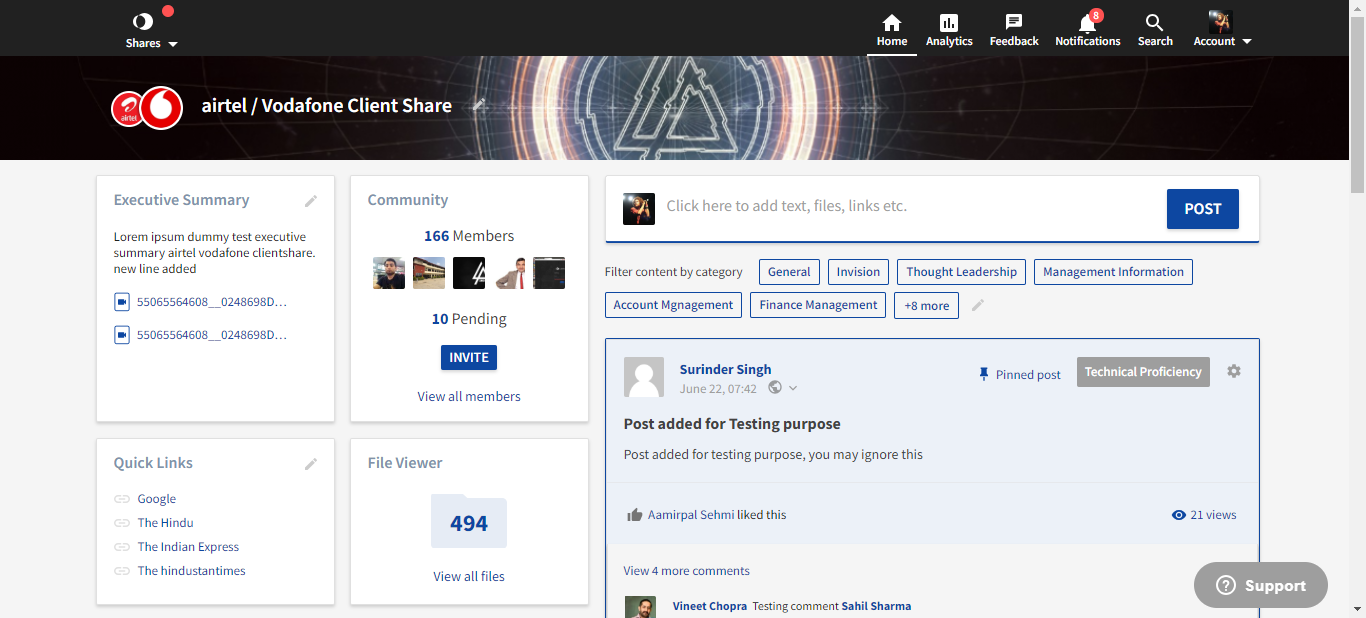 Shares
Home
Analytics
Feedback
8
Notifications
Search
Account
airtel
airtel / Vodafone Client Share
Executive Summary
Lorem ipsum dummy test executive
summary airtel vodafone clientshare.
new line added
55065564608__0248698D...
55065564608__0248698D...
Community
166 Members
10 Pending
INVITE
View all members
Quick Links
Google
The Hindu
The Indian Express
The hindustantimes
File Viewer
494
View all files
Click here to add text, files, links etc.
POST
Filter content by category
General
Invision
Thought Leadership
Management Information
Account Mgnagement
Finance Management
+8 more
Surinder Singh
June 22, 07:42
Pinned post
Technical Proficiency
Post added for Testing purpose
Post added for testing purpose, you may ignore this
Aamirpal Sehmi liked this
21 views
View 4 more comments
Vineet Chopra Testing comment Sahil Sharma
Support